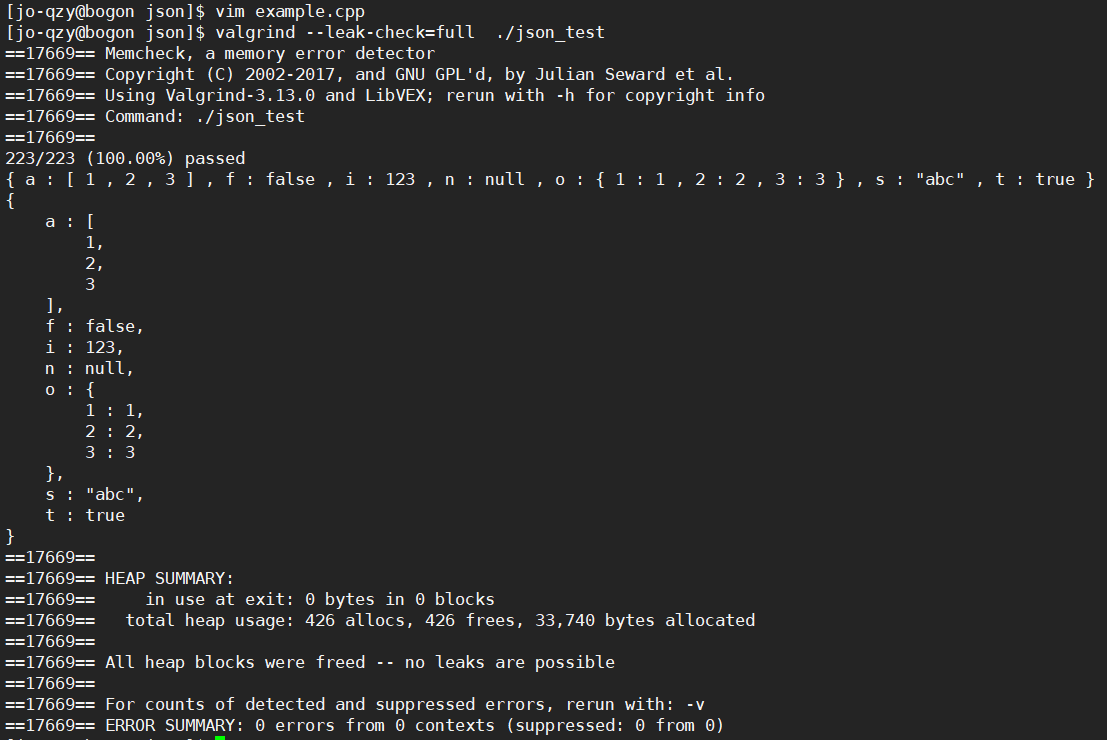 [jo-qzy@bogon json]$ vim example.cpp
[jo-qzy@bogon json]$ valgrind --leak-check=full  ./json_test
==17669== Memcheck, a memory error detector
==17669== Copyright (C) 2002-2017, and GNU GPL'd, by Julian Seward et al.
==17669== Using Valgrind-3.13.0 and LibVEX; rerun with -h for copyright info
==17669== Command: ./json_test
==17669==
223/223 (100.00%) passed
{ a : [ 1 , 2 , 3 ] , f : false , i : 123 , n : null , o : { 1 : 1 , 2 : 2 , 3 : 3 } , s : "abc" , t : true }
{
    a : [
        1,
        2,
        3
    ],
    f : false,
    i : 123,
    n : null,
    o : {
        1 : 1,
        2 : 2,
        3 : 3
    },
    s : "abc",
    t : true
}
==17669==
==17669== HEAP SUMMARY:
==17669==     in use at exit: 0 bytes in 0 blocks
==17669==   total heap usage: 426 allocs, 426 frees, 33,740 bytes allocated
==17669==
==17669== All heap blocks were freed -- no leaks are possible
==17669==
==17669== For counts of detected and suppressed errors, rerun with: -v
==17669== ERROR SUMMARY: 0 errors from 0 contexts (suppressed: 0 from 0)